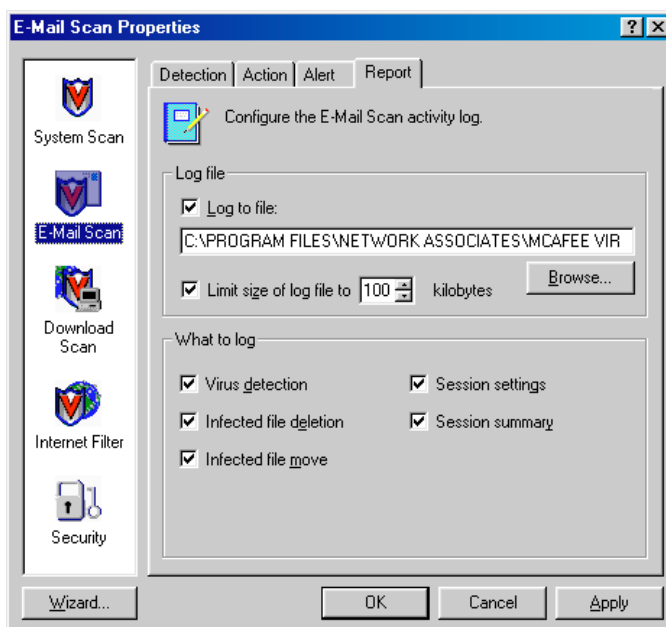 E-Mail Scan Properties
System Scan
E-Mail Scan
Download
Scan
Internet Filter
Security
Detection
Action
Alert
Report
Configure the E-Mail Scan activity log.
Log file
Log to file:
C:\PROGRAM FILES\NETWORK ASSOCIATES\MCAFEE VIR
Limit size of log file to 100 kilobytes
Browse...
What to log
Virus detection
Session settings
Infected file deletion
Session summary
Infected file move
Wizard...
OK
Cancel
Apply